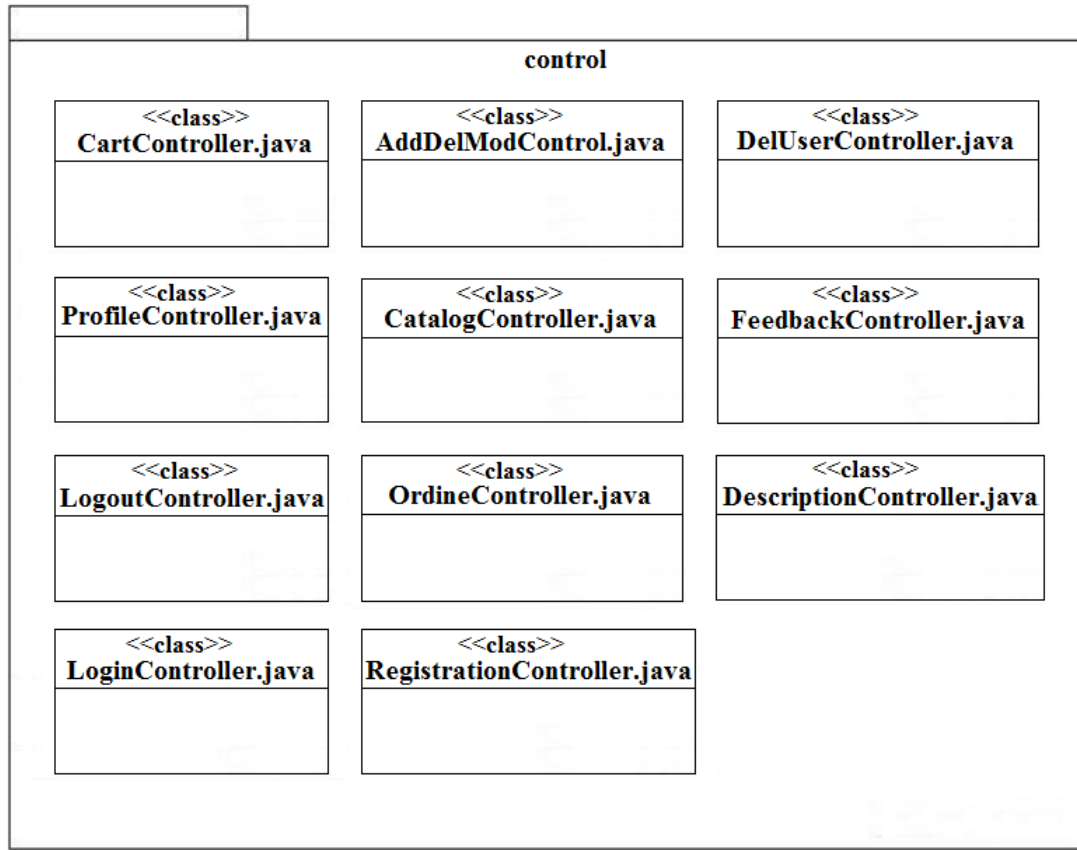 control
<<class>>
CartController.java
<<class>>
AddDelModControl.java
<<class>>
DelUserController.java
<<class>>
ProfileController.java
<<class>>
CatalogController.java
<<class>>
FeedbackController.java
<<class>>
LogoutController.java
<<class>>
OrdineController.java
<<class>>
DescriptionController.java
<<class>>
LoginController.java
<<class>>
RegistrationController.java